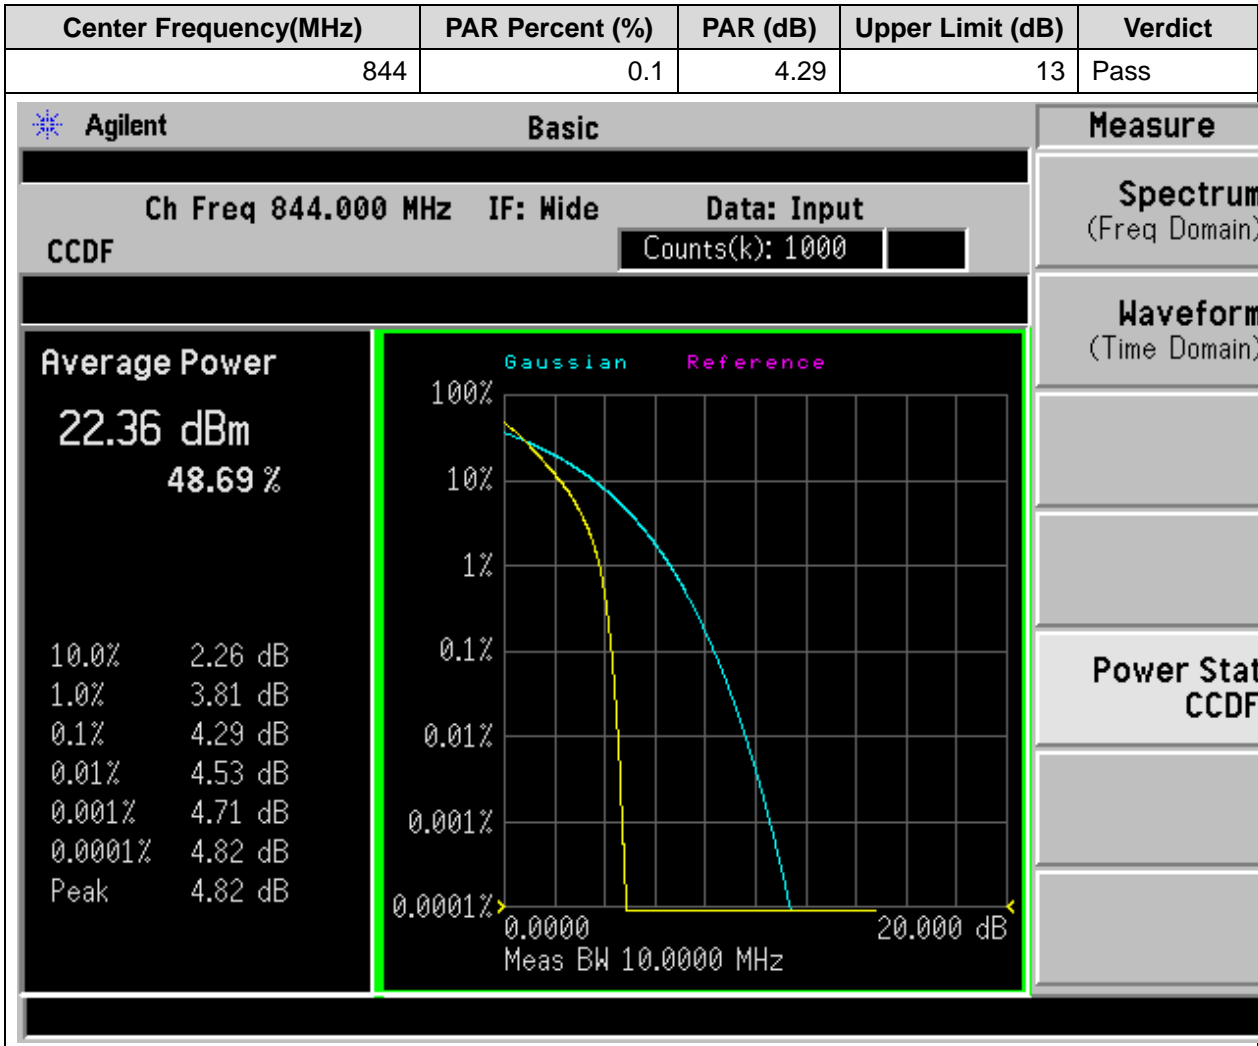 Center Frequency(MHz) PAR Percent (%) PAR (dB) Upper Limit (dB) Verdict
844 0.1 4.29 13 Pass
Agilent Basic Measure
Ch Freq 844.000 MHz IF: Wide Data: Input
CCDF Counts(k): 1000
Average Power
22.36 dBm
48.69 %
10.0% 2.26 dB
1.0% 3.81 dB
0.1% 4.29 dB
0.01% 4.53 dB
0.001% 4.71 dB
0.0001% 4.82 dB
Peak 4.82 dB
Gaussian Reference
100%
10%
1%
0.1%
0.01%
0.001%
0.0001%
0.0000 20.000 dB
Meas BW 10.0000 MHz
Spectrum
(Freq Domain)
Waveform
(Time Domain)
Power Stat
CCDF